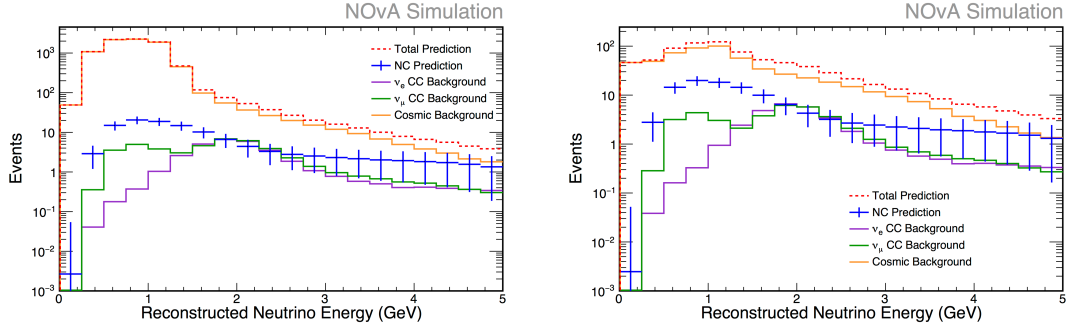 NOvA Simulation
10³
10²
10
1
10⁻¹
10⁻²
10⁻³
Events
Total Prediction
NC Prediction
νe CC Background
νμ CC Background
Cosmic Background
0 1 2 3 4 5
Reconstructed Neutrino Energy (GeV)
NOvA Simulation
10²
10
1
10⁻¹
10⁻²
10⁻³
Events
Total Prediction
NC Prediction
νe CC Background
νμ CC Background
Cosmic Background
0 1 2 3 4 5
Reconstructed Neutrino Energy (GeV)